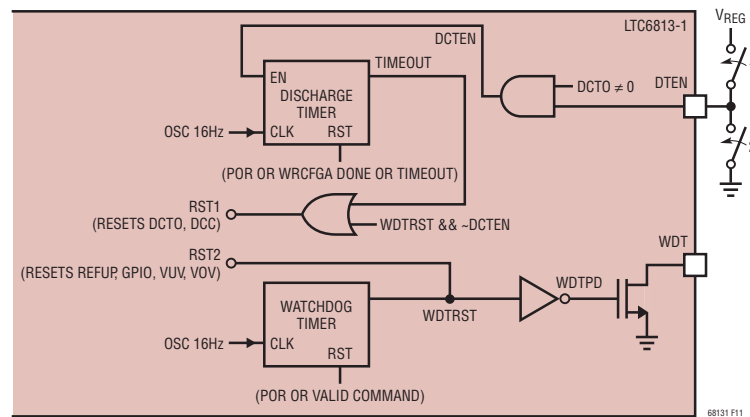 LTC6813-1
VREG
DCTEN
TIMEOUT
EN
DISCHARGE
TIMER
DCTO ≠ 0
DTEN
1
OSC 16Hz
CLK
RST
2
(POR OR WRCFGA DONE OR TIMEOUT)
RST1
(RESETS DCTO, DCC)
WDTRST && ~DCTEN
RST2
(RESETS REFUP, GPIO, VUV, VOV)
WDT
WATCHDOG
TIMER
WDTPD
WDTRST
OSC 16Hz
CLK
RST
(POR OR VALID COMMAND)
68131 F11